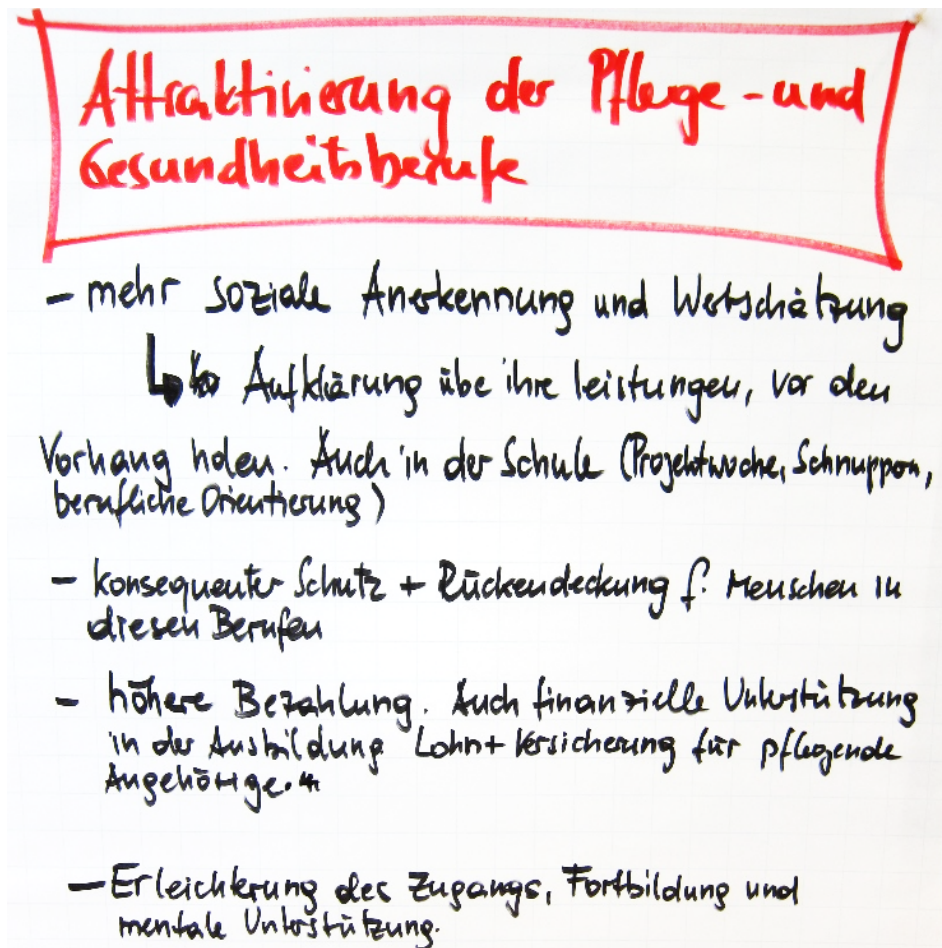 Attraktivierung der Pflege - und
Gesundheitsberufe
- mehr soziale Anerkennung und Wertschätzung
↳ Aufklärung übe ihre leistungen, vor den
Vorhang holen. Auch in der Schule (Projektwoche, Schnuppern,
berufliche Orientierung)
- konsequenter Schutz + Rückendeckung f. Menschen in
diesen Berufen
- höhere Bezahlung. Auch finanzielle Unterstützung
in der Ausbildung Lohn + Versicherung für pflegende
Angehörige.
- Erleichterung des Zugangs, Fortbildung und
mentale Unterstützung.